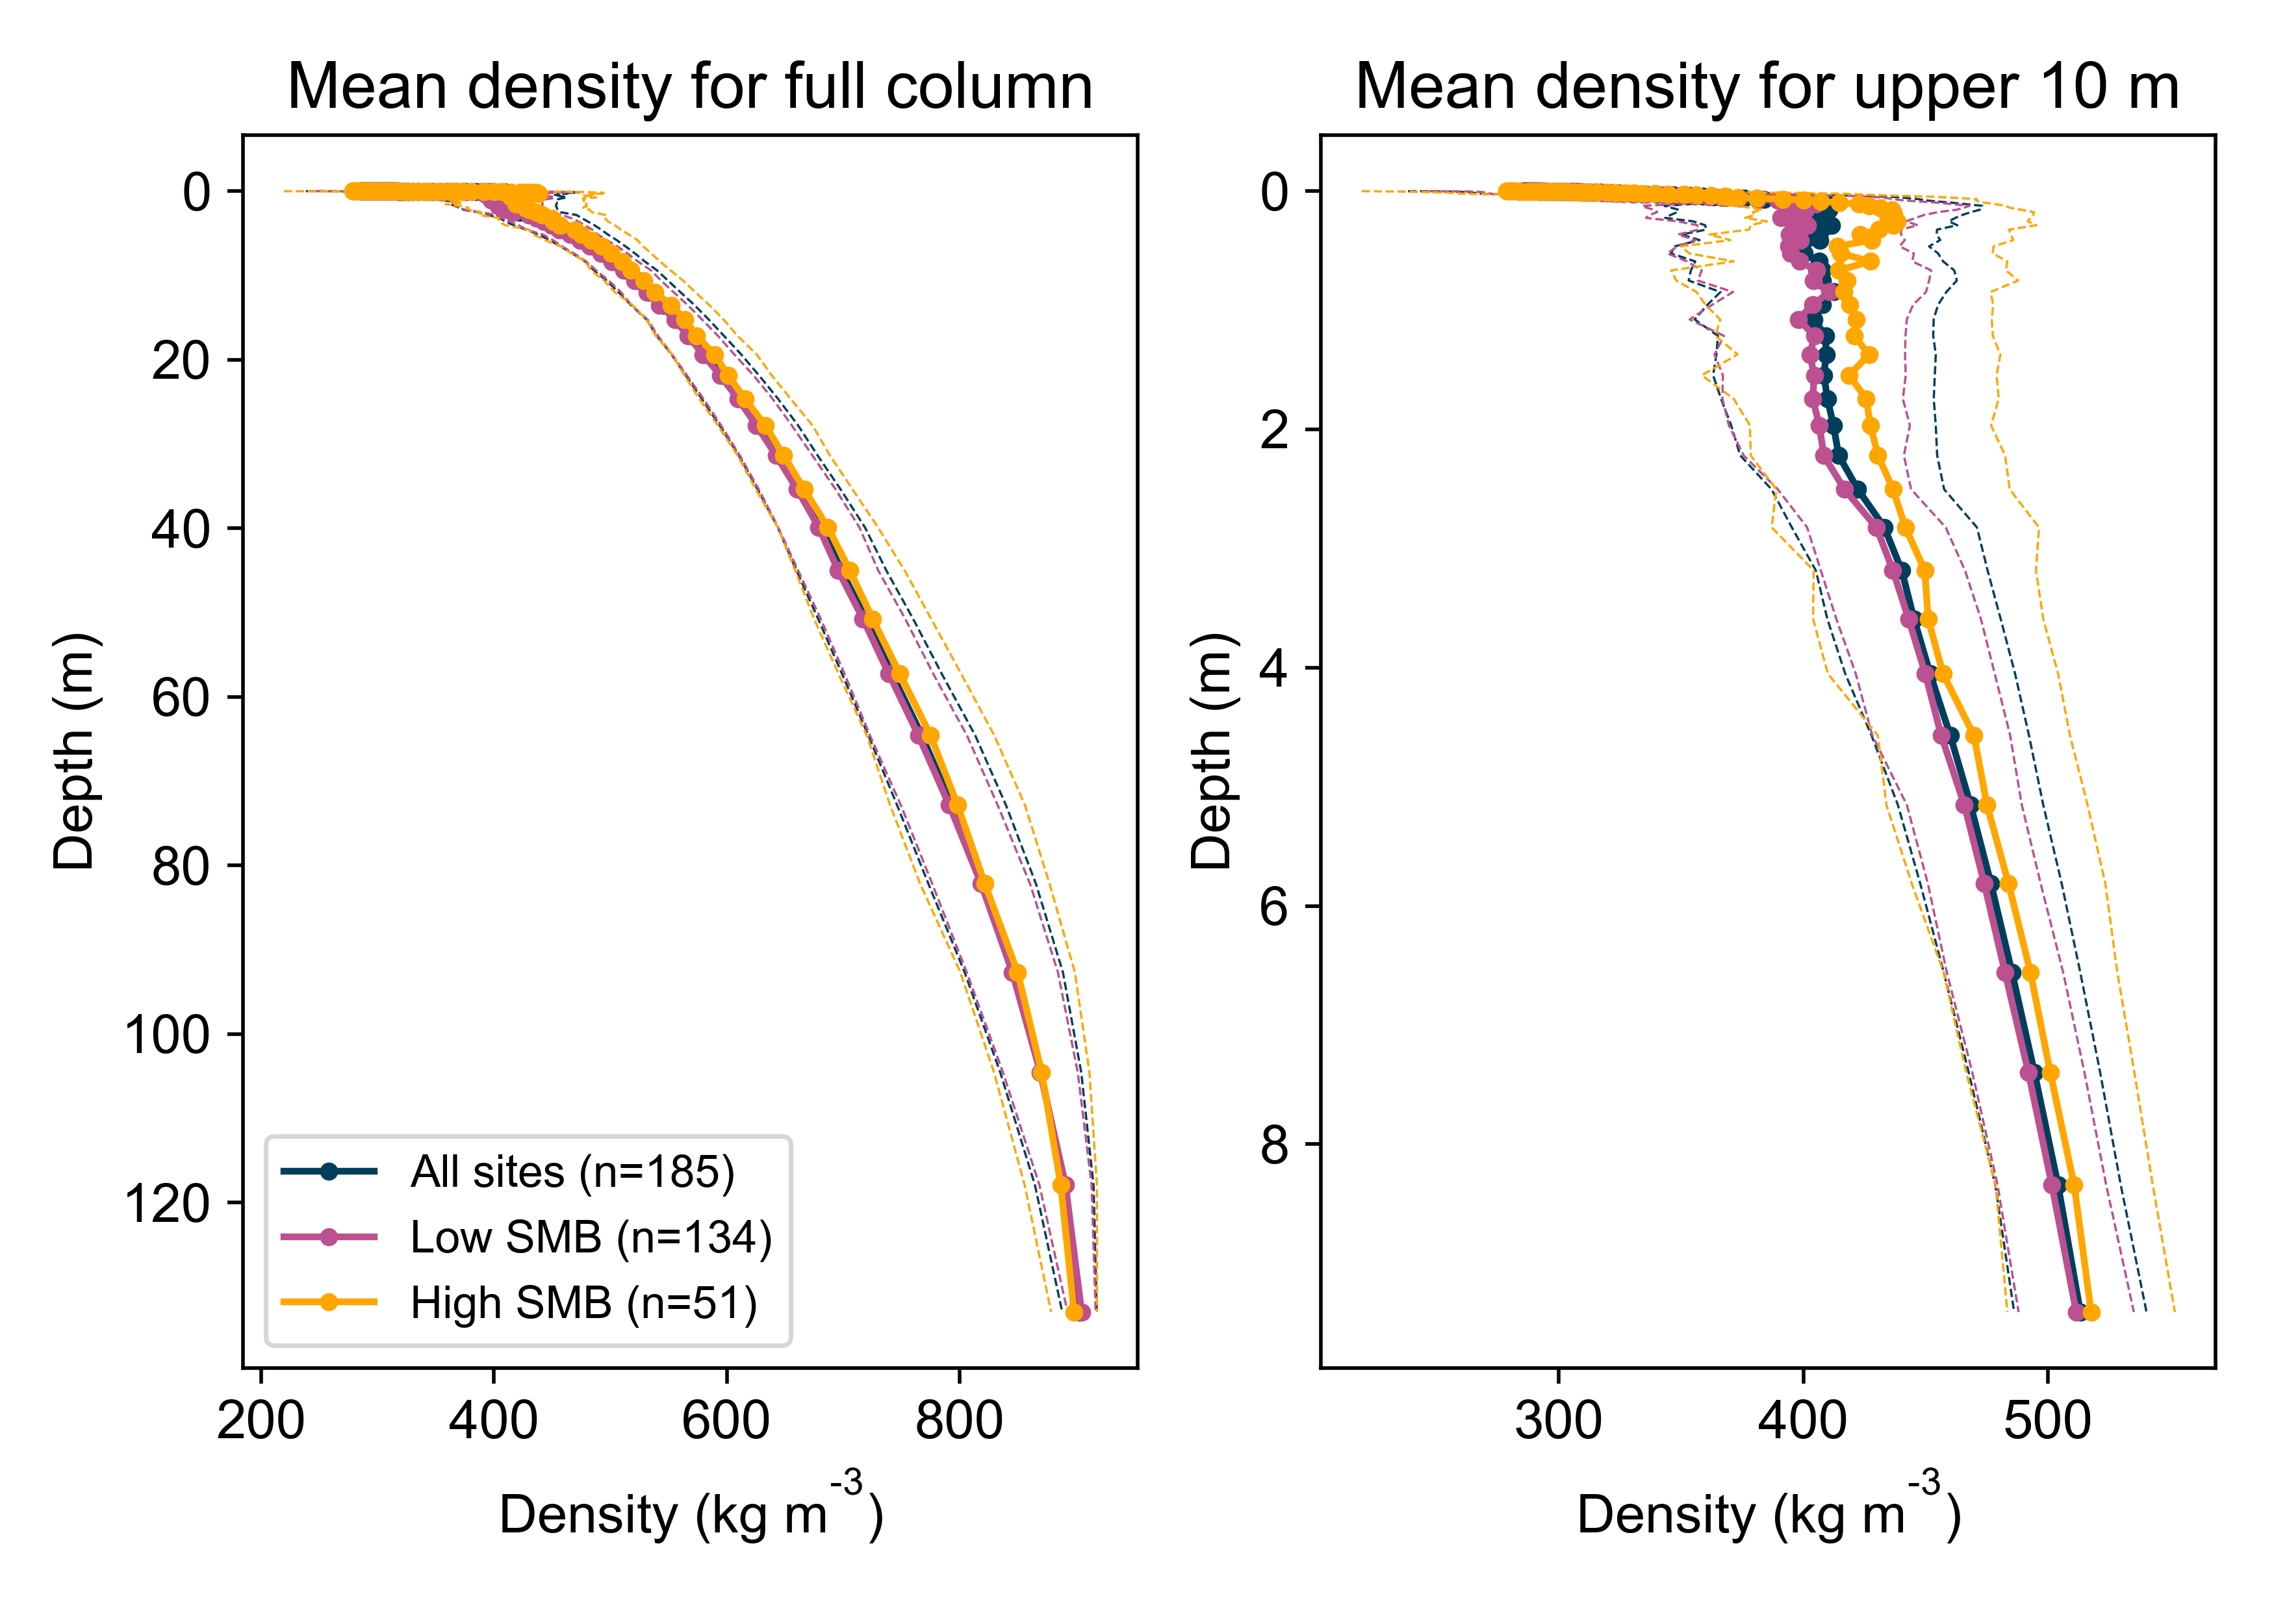 Mean density for full column
0
20
40
60
80
100
120
Depth (m)
200 400 600 800
Density (kg m-3)
All sites (n=185)
Low SMB (n=134)
High SMB (n=51)
Mean density for upper 10 m
0
2
4
6
8
Depth (m)
300 400 500
Density (kg m-3)